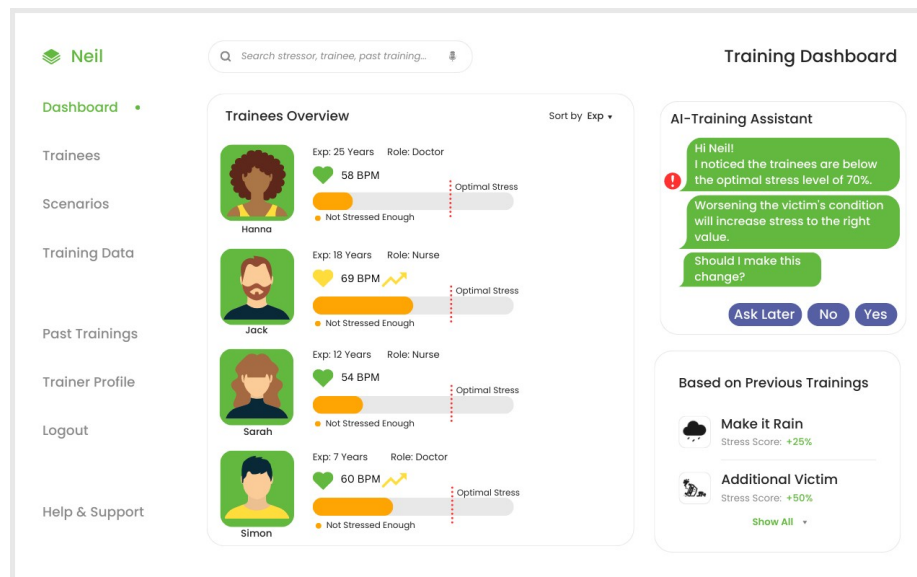 Neil
Search stressor, trainee, past training...
Training Dashboard
Dashboard
Trainees
Scenarios
Training Data
Past Trainings
Trainer Profile
Logout
Help & Support
Trainees Overview
Sort by Exp
Exp: 25 Years Role: Doctor
58 BPM
Optimal Stress
Not Stressed Enough
Hanna
Exp: 18 Years Role: Nurse
69 BPM
Optimal Stress
Not Stressed Enough
Jack
Exp: 12 Years Role: Nurse
54 BPM
Optimal Stress
Not Stressed Enough
Sarah
Exp: 7 Years Role: Doctor
60 BPM
Optimal Stress
Not Stressed Enough
Simon
AI-Training Assistant
Hi Neil!
I noticed the trainees are below
the optimal stress level of 70%.
Worsening the victim's condition
will increase stress to the right
value.
Should I make this
change?
Ask Later No Yes
Based on Previous Trainings
Make it Rain
Stress Score: +25%
Additional Victim
Stress Score: +50%
Show All